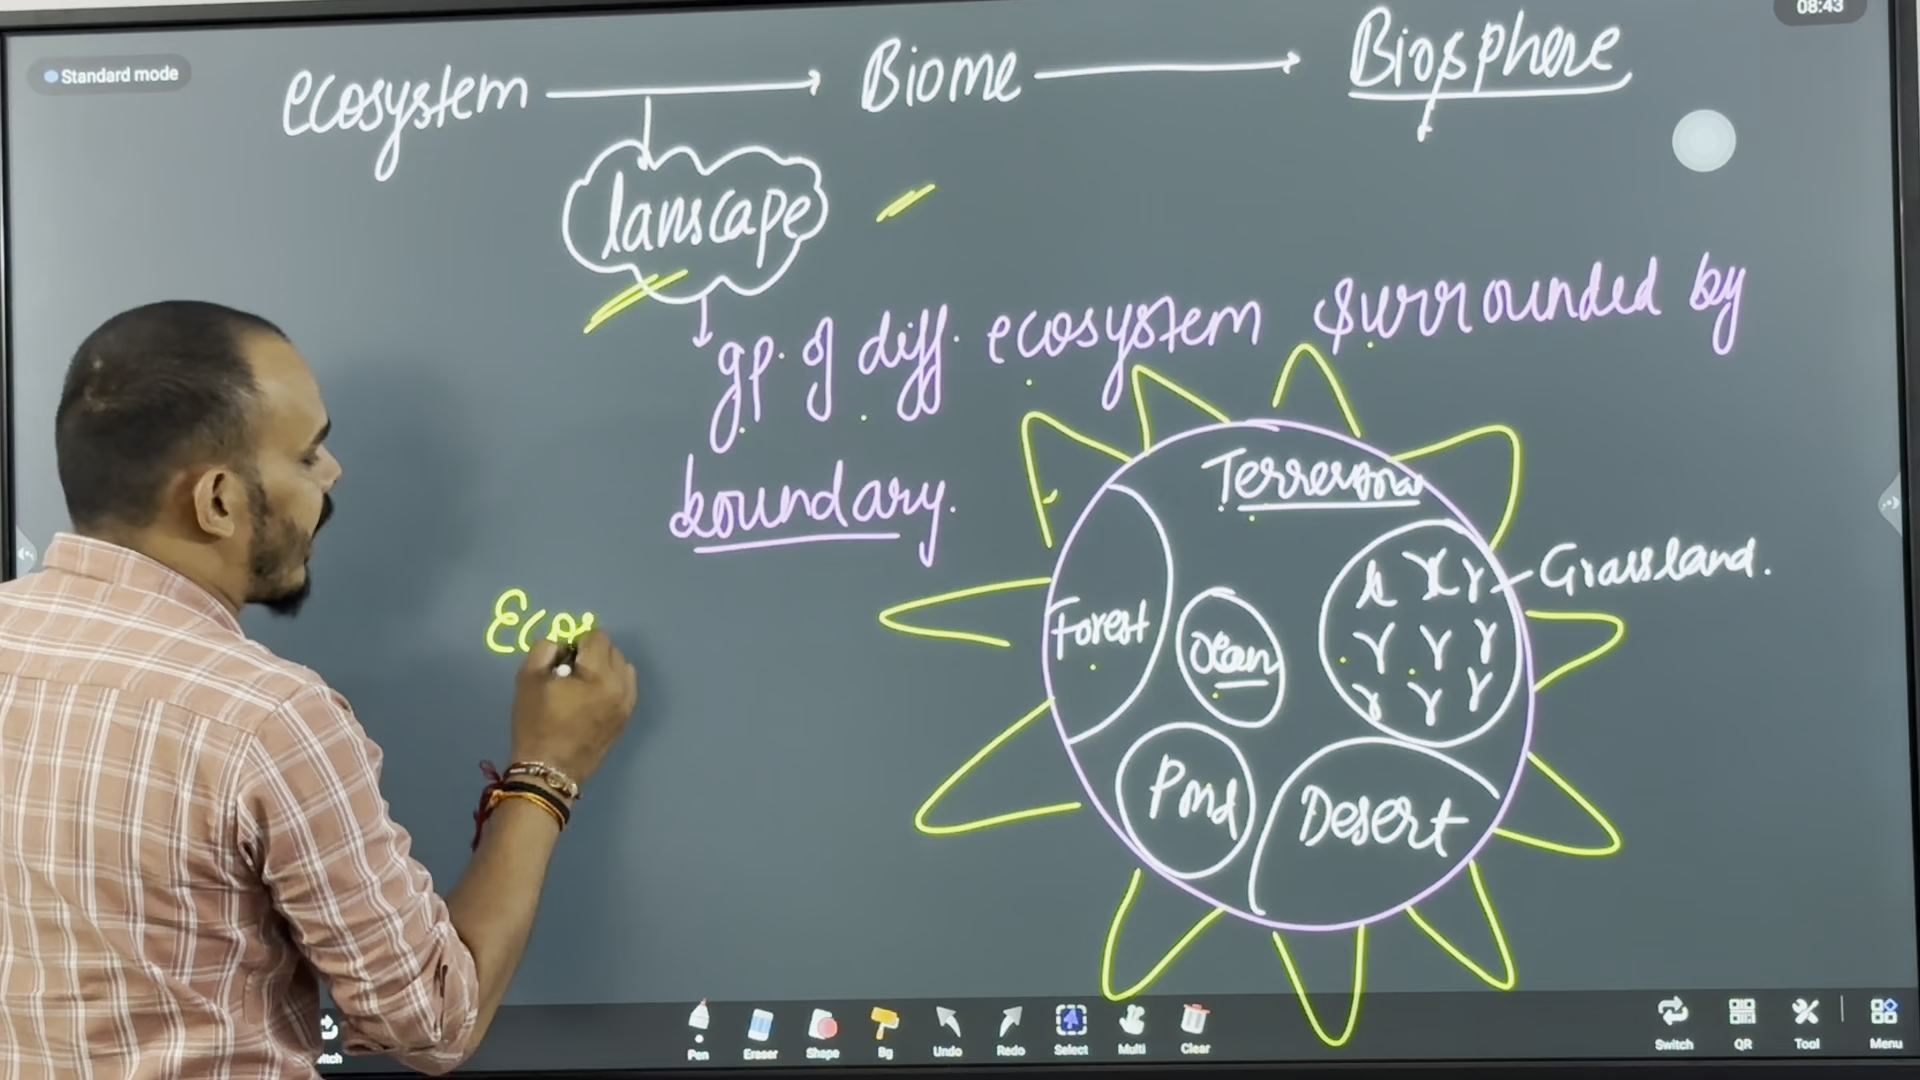 08:43
Standard mode
ecosystem → Biome → Biosphere
lanscape
gp. of diff. ecosystem surrounded by
boundary.
Grassland.
Forest
Ocean
Pond
Desert
Ecos
Pen Eraser Shape Bg Undo Redo Select Multi Clear
Switch QR Tool Menu